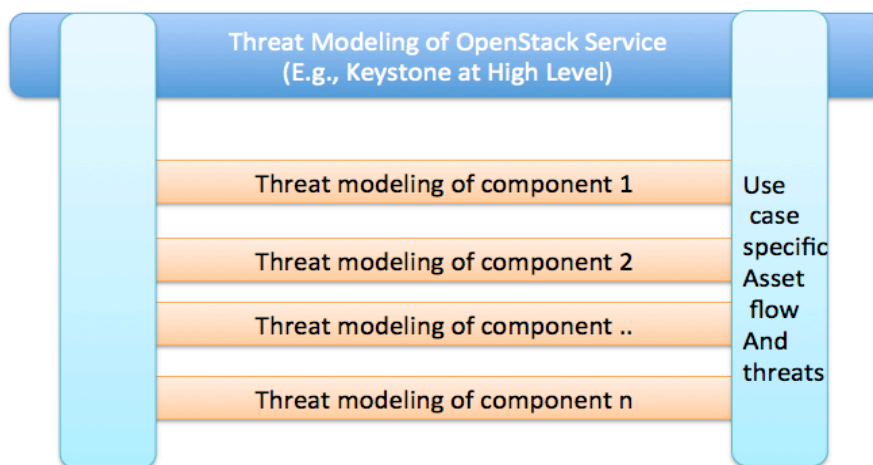 Threat Modeling of OpenStack Service
(E.g., Keystone at High Level)
Threat modeling of component 1
Threat modeling of component 2
Threat modeling of component ..
Threat modeling of component n
Use
case
specific
Asset
flow
And
threats